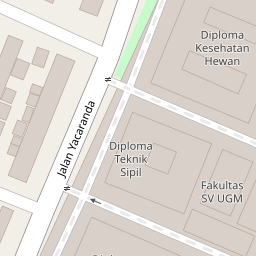 Diploma
Kesehatan
Hewan
Jalan Yacaranda
Diploma
Teknik
Sipil
Fakultas
SV UGM